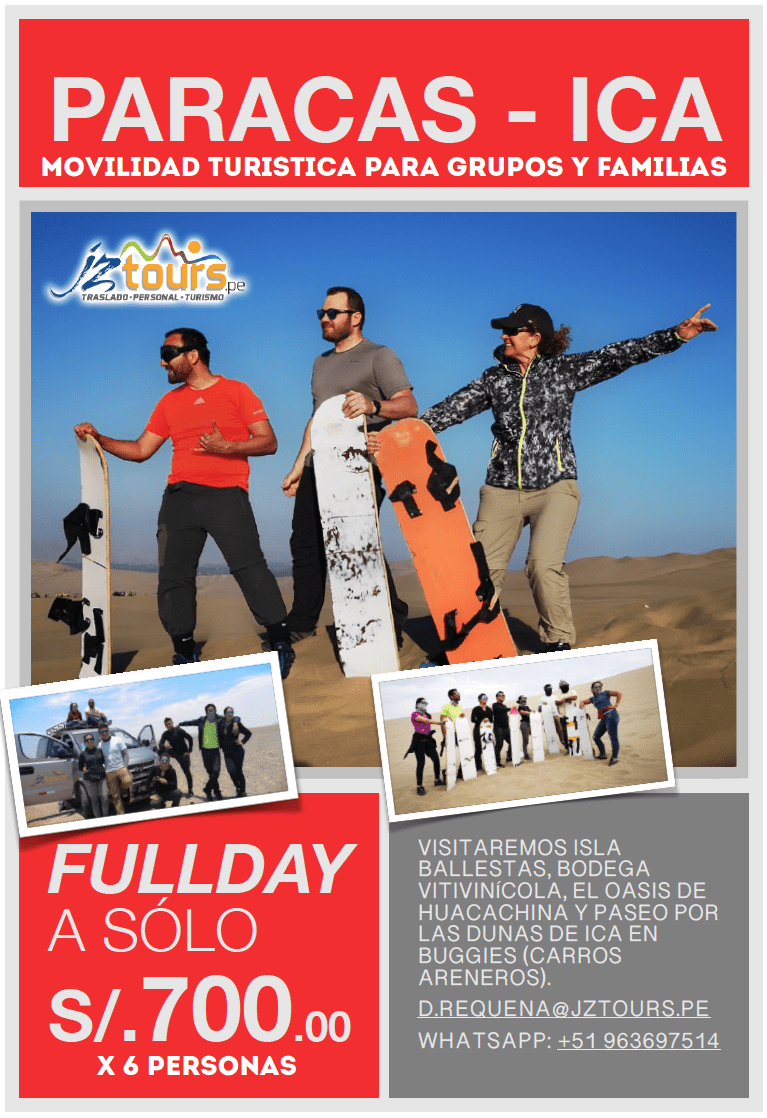 PARACAS - ICA
MOVILIDAD TURISTICA PARA GRUPOS Y FAMILIAS
jz tours.pe
TRASLADO • PERSONAL • TURISMO
FULLDAY
A SÓLO
S/.700.00
X 6 PERSONAS
VISITAREMOS ISLA
BALLESTAS, BODEGA
VITIVINíCOLA, EL OASIS DE
HUACACHINA Y PASEO POR
LAS DUNAS DE ICA EN
BUGGIES (CARROS
ARENEROS).
D.REQUENA@JZTOURS.PE
WHATSAPP: +51 963697514